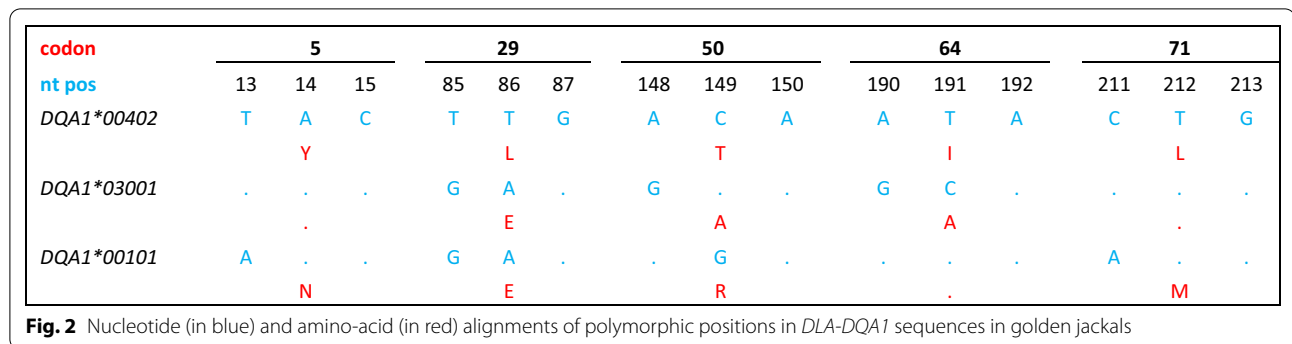 codon 5 29 50 64 71
nt pos 13 14 15 85 86 87 148 149 150 190 191 192 211 212 213
DQA1*00402 T A C T T G A C A A T A C T G
Y L T I L
DQA1*03001 . . . G A . G . . G C . . . .
. E A A .
DQA1*00101 A . . G A . . G . . . . A . .
N E R . M
Fig. 2 Nucleotide (in blue) and amino-acid (in red) alignments of polymorphic positions in DLA-DQA1 sequences in golden jackals